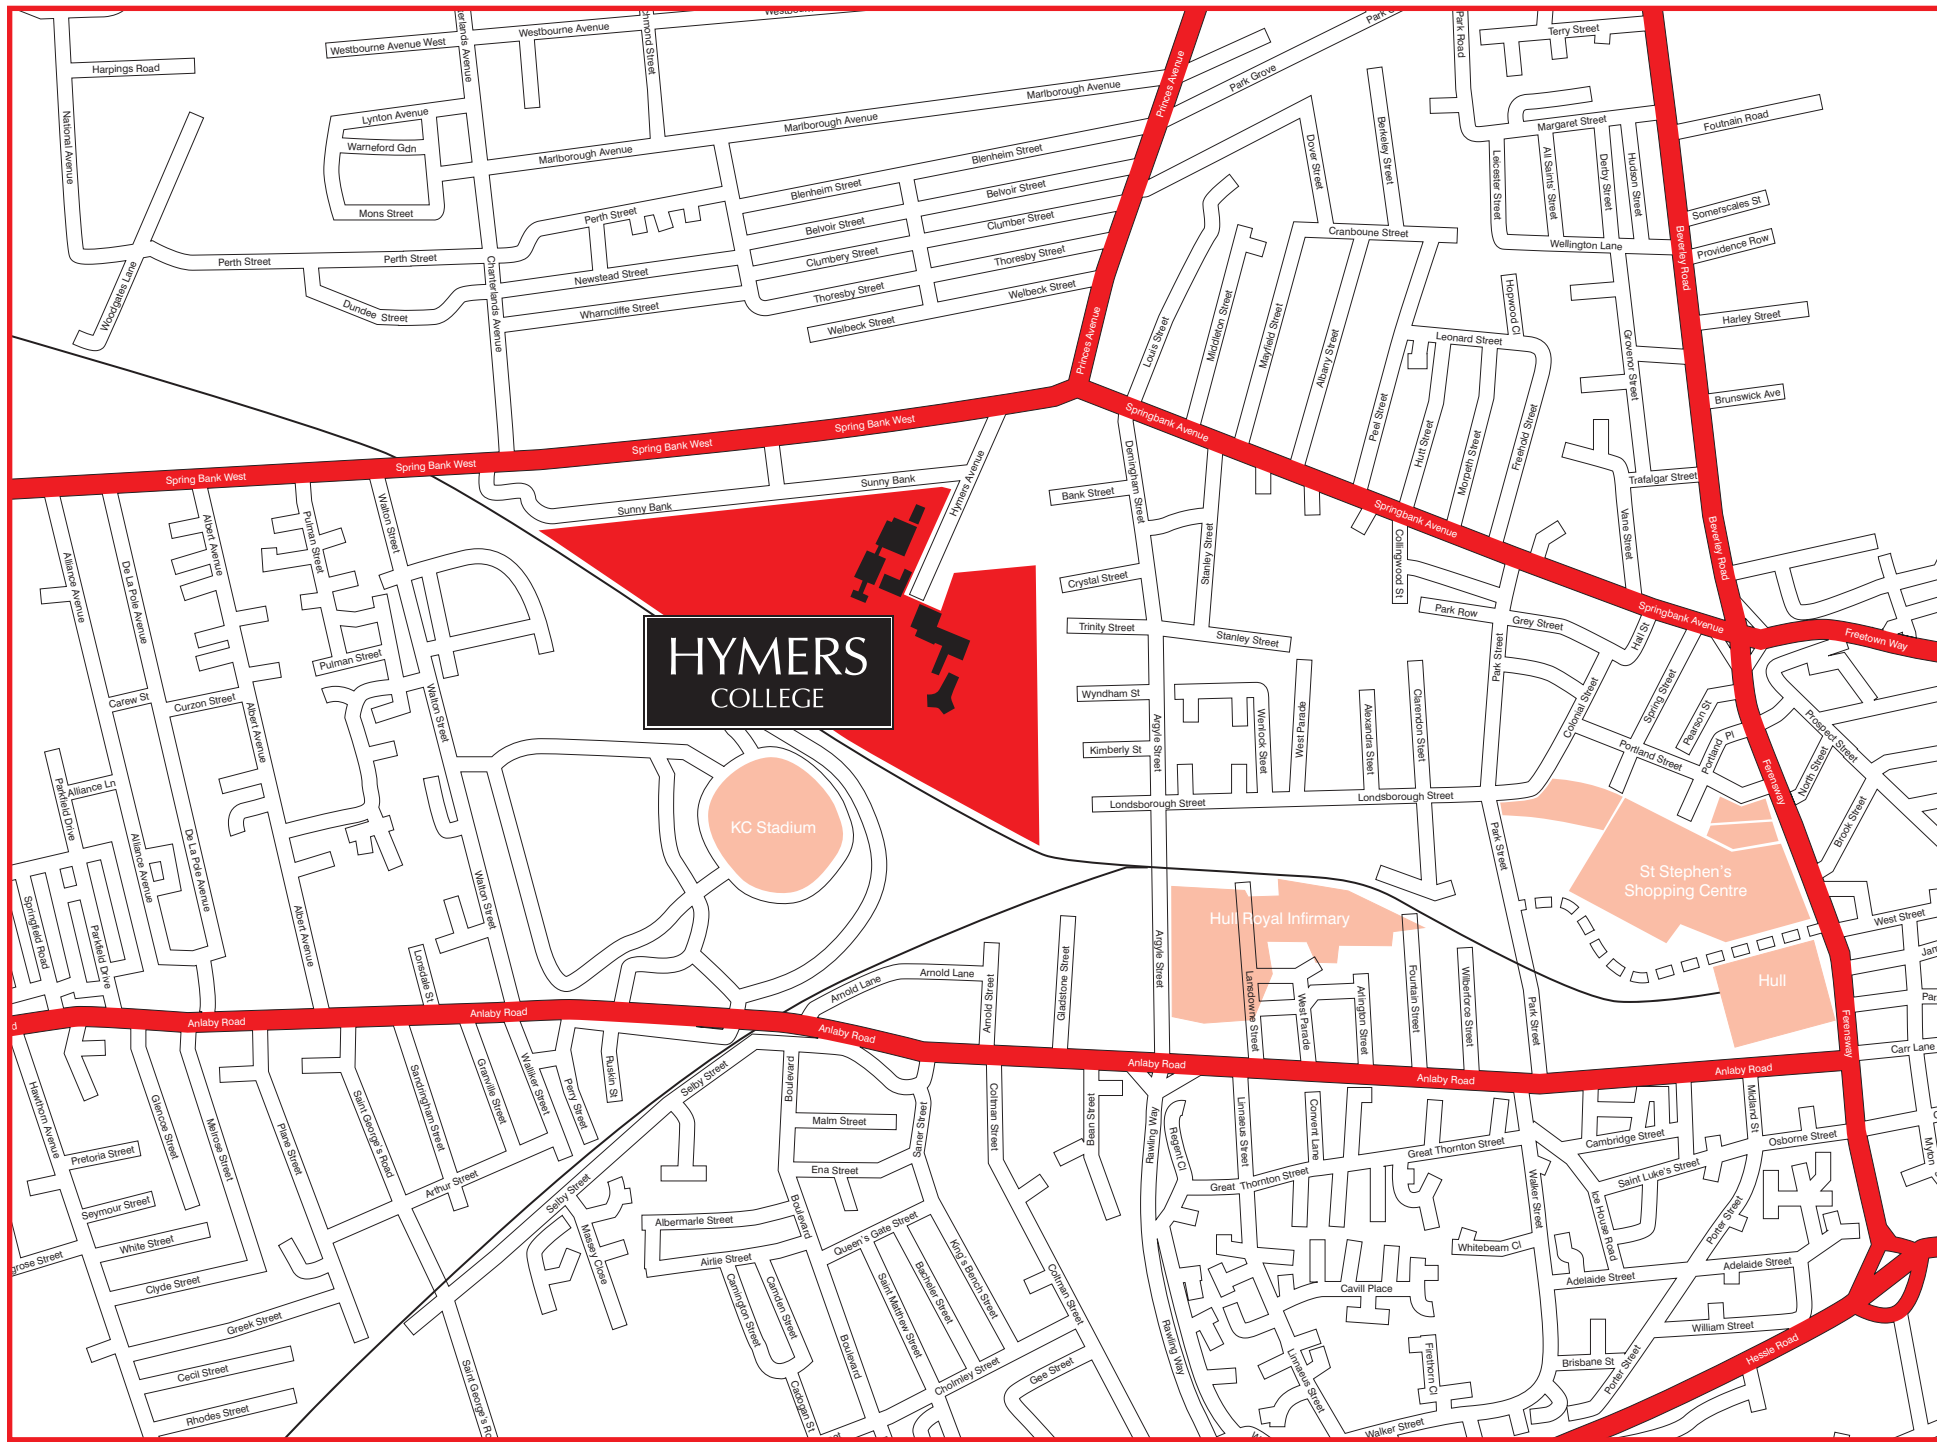 Westbourne Avenue West
Westbourne Avenue
Harpings Road
National Avenue
Lynton Avenue
Warneford Gdn
Mons Street
Marlborough Avenue
Marlborough Avenue
Marlborough Avenue
Princes Avenue
Park Grove
Park Road
Terry Street
Margaret Street
Foutnain Road
Leicester Street
All Saints' Street
Derby Street
Hudson Street
Somerscales St
Providence Row
Wellington Lane
Beverley Road
Dover Street
Berkeley Street
Cranboune Street
Blenheim Street
Blenheim Street
Belvoir Street
Belvoir Street
Clumber Street
Clumbery Street
Thoresby Street
Thoresby Street
Welbeck Street
Welbeck Street
Perth Street
Perth Street
Perth Street
Newstead Street
Wharncliffe Street
Dundee Street
Woodgates Lane
Chanterlands Avenue
Princes Avenue
Louis Street
Middleton Street
Mayfield Street
Albany Street
Peel Street
Hutt Street
Morpeth Street
Freehold Street
Leonard Street
Hopwood Cl
Grovenor Street
Harley Street
Brunswick Ave
Trafalgar Street
Vane Street
Beverley Road
Spring Bank West
Spring Bank West
Spring Bank West
Spring Bank West
Springbank Avenue
Springbank Avenue
Springbank Avenue
Freetown Way
Sunny Bank
Sunny Bank
Hymers Avenue
Bank Street
Derningham Street
Stanley Street
Crystal Street
Trinity Street
Stanley Street
Collingwood St
Park Row
Grey Street
Hall St
Park Street
Spring Street
Colonial Street
Pearson St
Portland Pl
Portland Street
Prospect Street
North Street
Brook Street
Ferensway
Alliance Avenue
De La Pole Avenue
Albert Avenue
Pulman Street
Walton Street
Pulman Street
Carew St
Curzon Street
Albert Avenue
Walton Street
HYMERS
COLLEGE
KC Stadium
Wyndham St
Kimberly St
Argyle Street
Wenlock Street
West Parade
Alexandra Steet
Clarendon Steet
Londsborough Street
Londsborough Street
Park Street
St Stephen's
Shopping Centre
Hull Royal Infirmary
Hull
West Street
Alliance Ln
Parkfield Drive
Alliance Avenue
De La Pole Avenue
Springfield Road
Parkfield Drive
Albert Avenue
Walton Street
Lonsdale St
Arnold Lane
Arnold Lane
Arnold Street
Gladstone Street
Argyle Street
Lansdowne Street
West Parade
Arlington Street
Fountain Street
Wilberforce Street
Park Street
Ferensway
Carr Lane
Anlaby Road
Anlaby Road
Anlaby Road
Anlaby Road
Anlaby Road
Anlaby Road
Hawthorn Avenue
Glencoe Street
Melrose Street
Plane Street
Saint George's Road
Sandringham Street
Granville Street
Walliker Street
Perry Street
Ruskin St
Selby Street
Boulevard
Malm Street
Ena Street
Saner Street
Coltman Street
Bean Street
Rawling Way
Regent Cl
Linnaeus Street
Convent Lane
Great Thornton Street
Great Thornton Street
Walker Street
Cambridge Street
Saint Luke's Street
Midland St
Osborne Street
Ice House Road
Porter Street
Pretoria Street
Seymour Street
White Street
Clyde Street
Greek Street
Cecil Street
Rhodes Street
Arthur Street
Selby Street
Massey Close
Albermarle Street
Airlie Street
Boulevard
Queen's Gate Street
King's Bench Street
Bacheler Street
Saint Matthew Street
Camden Street
Carnington Street
Boulevard
Cadogan St
Cholmley Street
Gee Street
Coltman Street
Rawling Way
Linnaeus Street
Cavill Place
Whitebeam Cl
Firethorn Cl
Walker Street
Adelaide Street
Adelaide Street
William Street
Brisbane St
Porter Street
Hessle Road